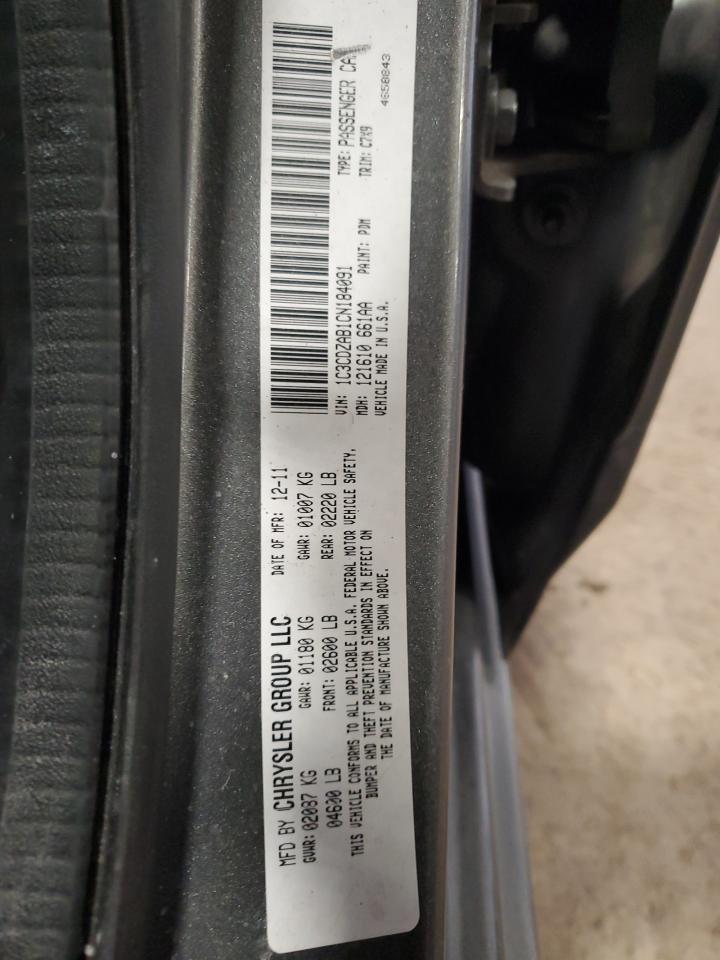 MFD BY CHRYSLER GROUP LLC DATE OF MFR: 12-11
GVWR: 02087 KG GAWR: 01180 KG GAWR: 01007 KG
04600 LB FRONT: 02600 LB REAR: 02220 LB
THIS VEHICLE CONFORMS TO ALL APPLICABLE U.S.A. FEDERAL MOTOR VEHICLE SAFETY,
BUMPER AND THEFT PREVENTION STANDARDS IN EFFECT ON
THE DATE OF MANUFACTURE SHOWN ABOVE.
VIN: 1C3CDZAB1CN184091 TYPE: PASSENGER CAR
MDH: 121610 661AA PAINT: PDM TRIM: C7X9
VEHICLE MADE IN U.S.A. 4658843